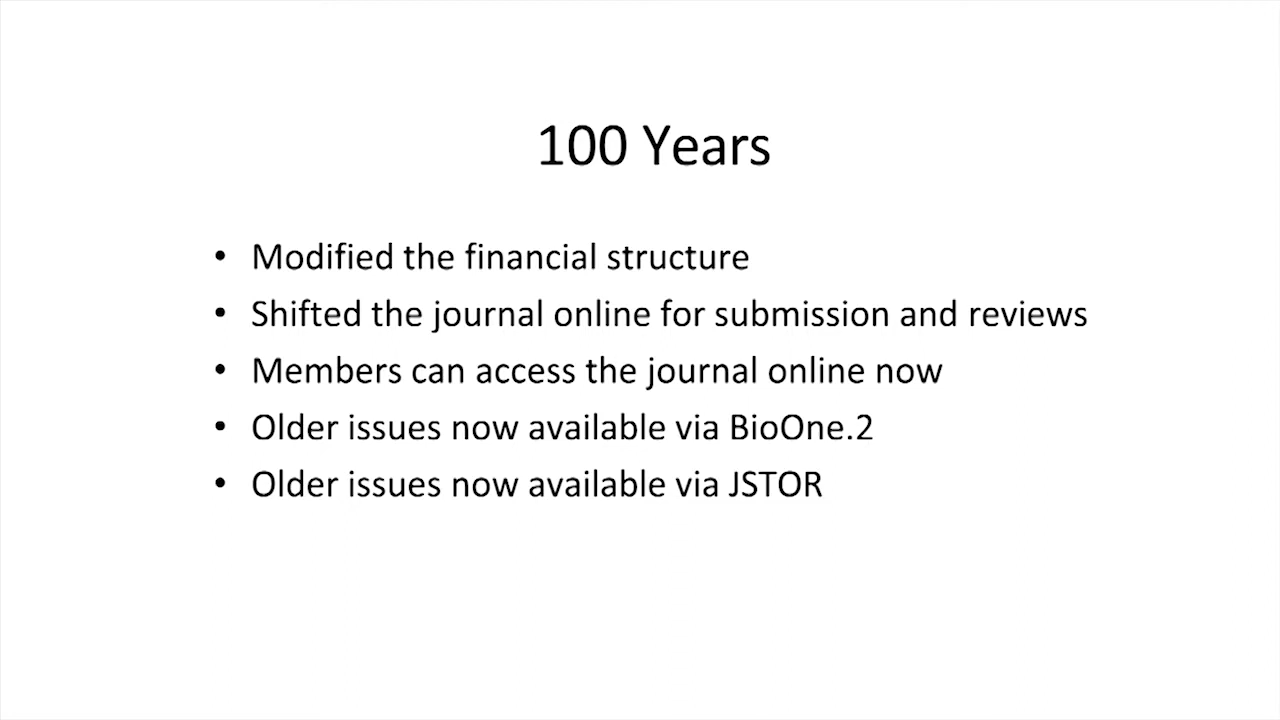 100 Years
• Modified the financial structure
• Shifted the journal online for submission and reviews
• Members can access the journal online now
• Older issues now available via BioOne.2
• Older issues now available via JSTOR